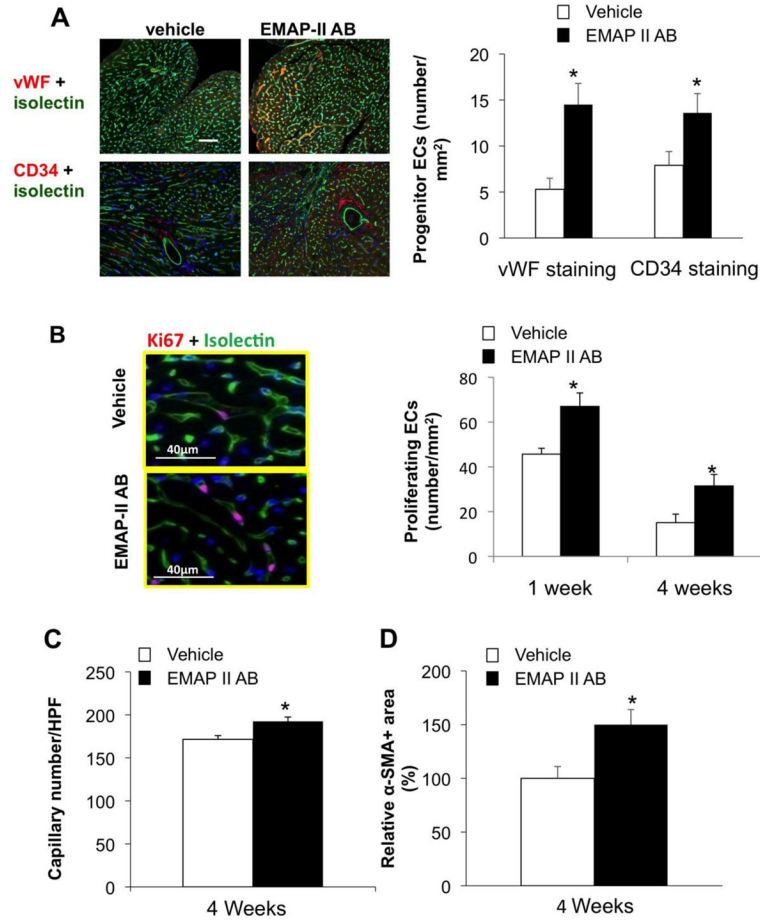 A
vehicle
EMAP-II AB
vWF +
isolectin
CD34 +
isolectin
Vehicle
EMAP II AB
Progenitor ECs (number/
mm²)
20
15
10
5
0
*
*
vWF staining
CD34 staining
B
Ki67 + Isolectin
Vehicle
40μm
EMAP-II AB
40μm
Vehicle
EMAP II AB
Proliferating ECs
(number/mm²)
80
60
40
20
0
*
*
1 week
4 weeks
C
Vehicle
EMAP II AB
Capillary number/HPF
250
200
150
100
50
0
*
4 Weeks
D
Vehicle
EMAP II AB
Relative α-SMA+ area
(%)
200
150
100
50
0
*
4 Weeks